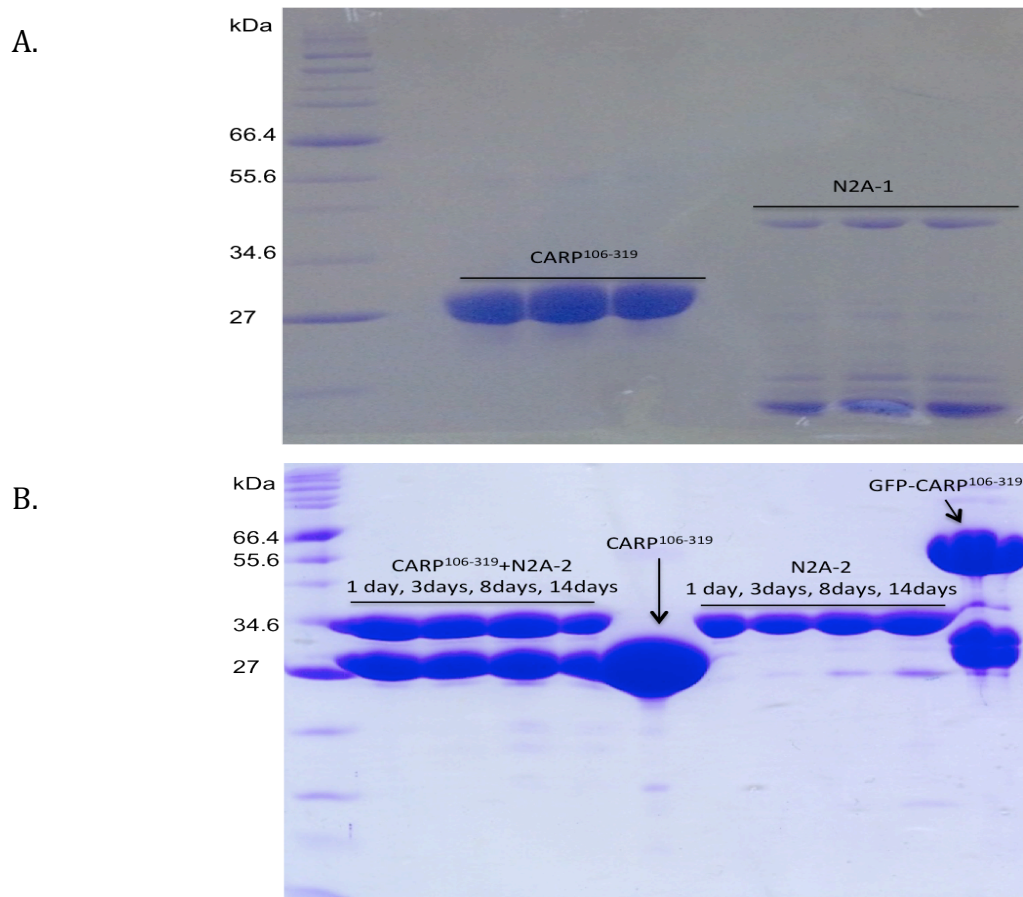 A.
kDa
66.4
55.6
34.6
27
CARP106-319
N2A-1
B.
kDa
66.4
55.6
34.6
27
CARP106-319+N2A-2
1 day, 3days, 8days, 14days
CARP106-319
N2A-2
1 day, 3days, 8days, 14days
GFP-CARP106-319